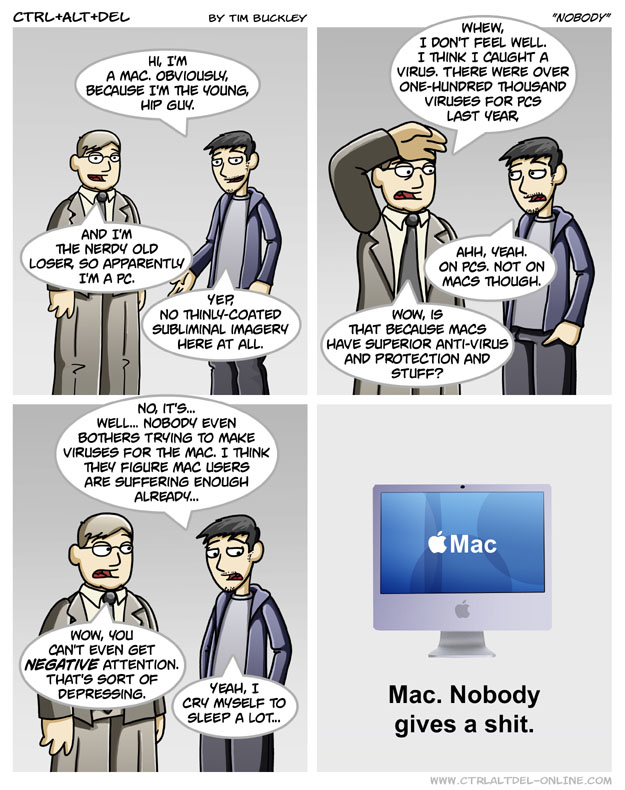 CTRL+ALT+DEL
BY TIM BUCKLEY
"NOBODY"
HI, I'M
A MAC. OBVIOUSLY,
BECAUSE I'M THE YOUNG,
HIP GUY.
AND I'M
THE NERDY OLD
LOSER, SO APPARENTLY
I'M A PC.
YEP,
NO THINLY-COATED
SUBLIMINAL IMAGERY
HERE AT ALL.
WHEW,
I DON'T FEEL WELL.
I THINK I CAUGHT A
VIRUS. THERE WERE OVER
ONE-HUNDRED THOUSAND
VIRUSES FOR PCS
LAST YEAR,
AHH, YEAH.
ON PCS. NOT ON
MACS THOUGH.
WOW, IS
THAT BECAUSE MACS
HAVE SUPERIOR ANTI-VIRUS
AND PROTECTION AND
STUFF?
NO, IT'S...
WELL... NOBODY EVEN
BOTHERS TRYING TO MAKE
VIRUSES FOR THE MAC. I THINK
THEY FIGURE MAC USERS
ARE SUFFERING ENOUGH
ALREADY...
WOW, YOU
CAN'T EVEN GET
NEGATIVE ATTENTION.
THAT'S SORT OF
DEPRESSING.
YEAH, I
CRY MYSELF TO
SLEEP A LOT...
Mac
Mac. Nobody
gives a shit.
WWW.CTRLALTDEL-ONLINE.COM